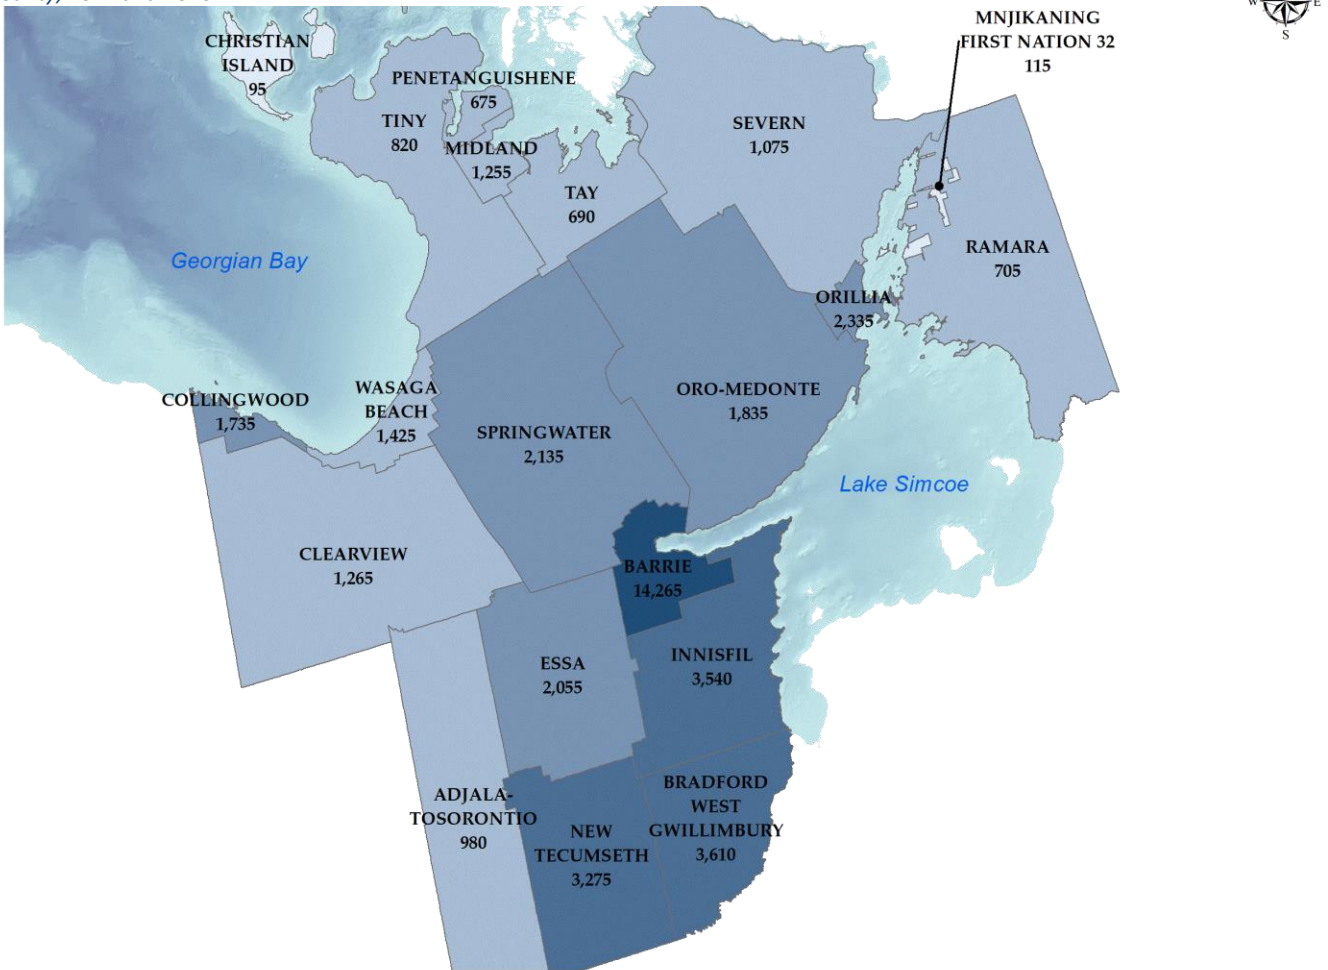 W
E
S
CHRISTIAN
ISLAND
95
MNJIKANING
FIRST NATION 32
115
PENETANGUISHENE
675
TINY
820
MIDLAND
1,255
SEVERN
1,075
TAY
690
Georgian Bay
RAMARA
705
ORILLIA
2,335
COLLINGWOOD
1,735
WASAGA
BEACH
1,425
SPRINGWATER
2,135
ORO-MEDONTE
1,835
Lake Simcoe
CLEARVIEW
1,265
BARRIE
14,265
ESSA
2,055
INNISFIL
3,540
ADJALA-
TOSORONTIO
980
NEW
TECUMSETH
3,275
BRADFORD
WEST
GWILLIMBURY
3,610